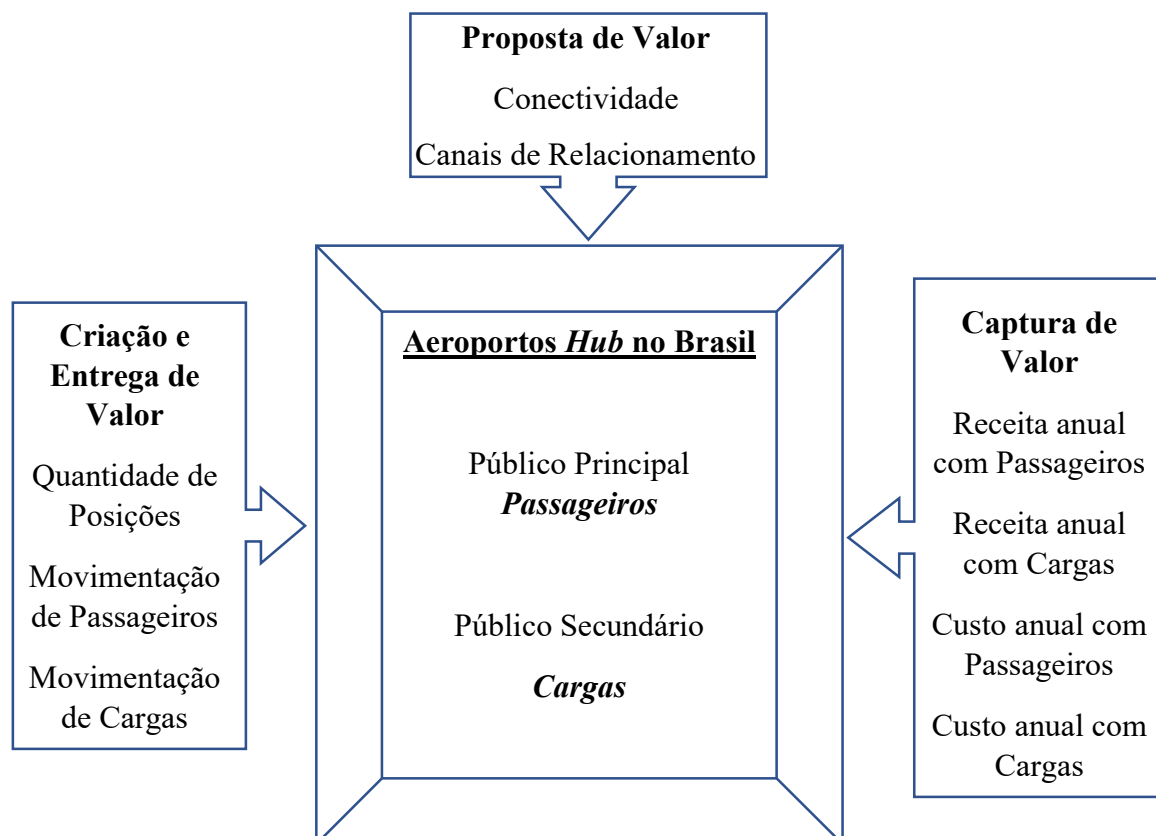 Proposta de Valor
Conectividade
Canais de Relacionamento
Criação e
Entrega de
Valor
Quantidade de
Posições
Movimentação
de Passageiros
Movimentação
de Cargas
Aeroportos Hub no Brasil
Público Principal
Passageiros
Público Secundário
Cargas
Captura de
Valor
Receita anual
com Passageiros
Receita anual
com Cargas
Custo anual com
Passageiros
Custo anual com
Cargas